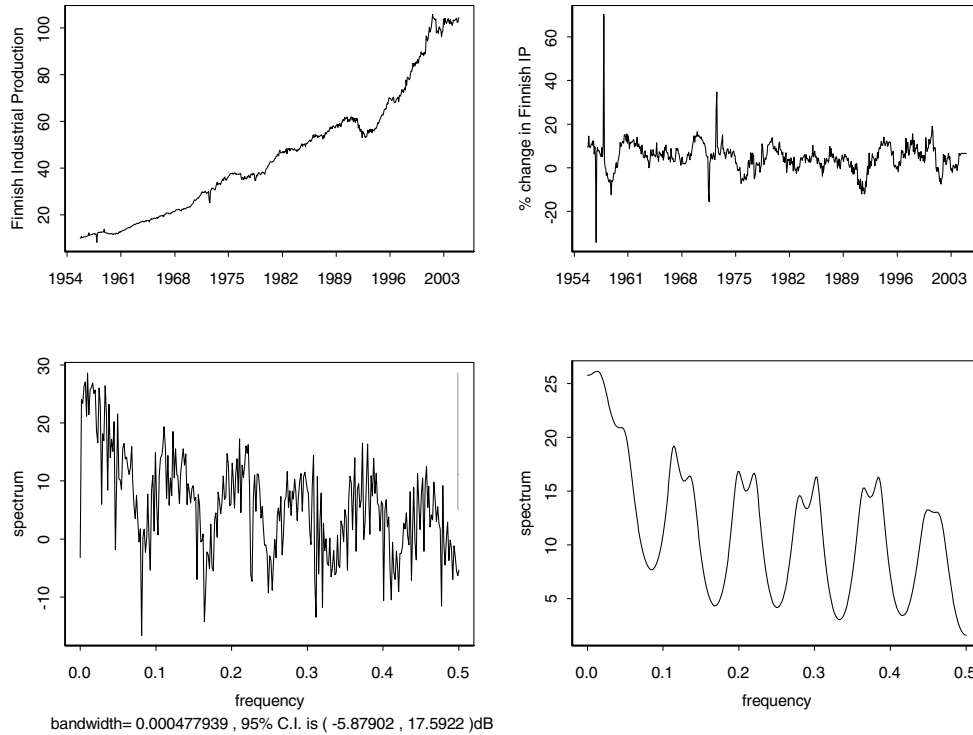 Finnish Industrial Production
100
80
60
40
20
1954 1961 1968 1975 1982 1989 1996 2003
% change in Finnish IP
60
40
20
0
-20
1954 1961 1968 1975 1982 1989 1996 2003
spectrum
30
20
10
0
-10
0.0 0.1 0.2 0.3 0.4 0.5
frequency
bandwidth= 0.000477939 , 95% C.I. is ( -5.87902 , 17.5922 )dB
spectrum
25
20
15
10
5
0.0 0.1 0.2 0.3 0.4 0.5
frequency